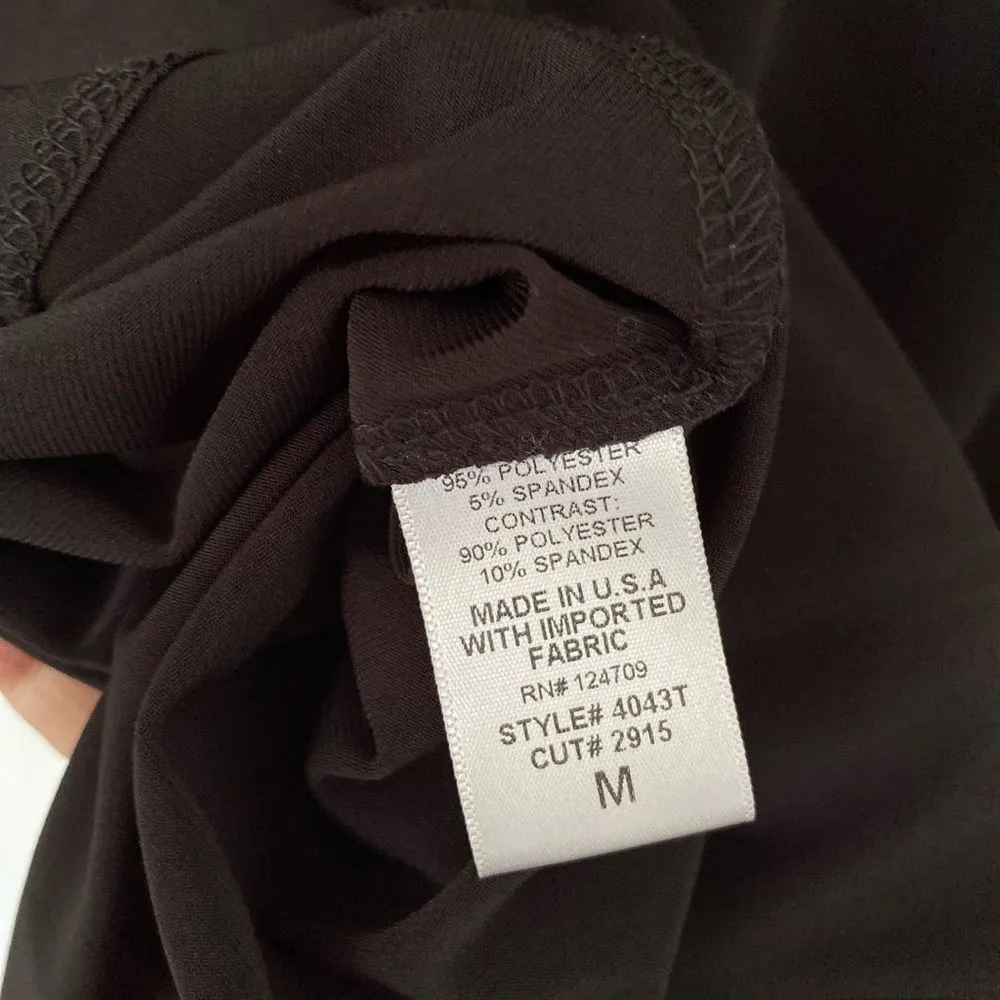 95% POLYESTER
5% SPANDEX
CONTRAST:
90% POLYESTER
10% SPANDEX
MADE IN U.S.A
WITH IMPORTED
FABRIC
RN# 124709
STYLE# 4043T
CUT# 2915
M